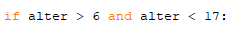 if alter > 6 and alter < 17: